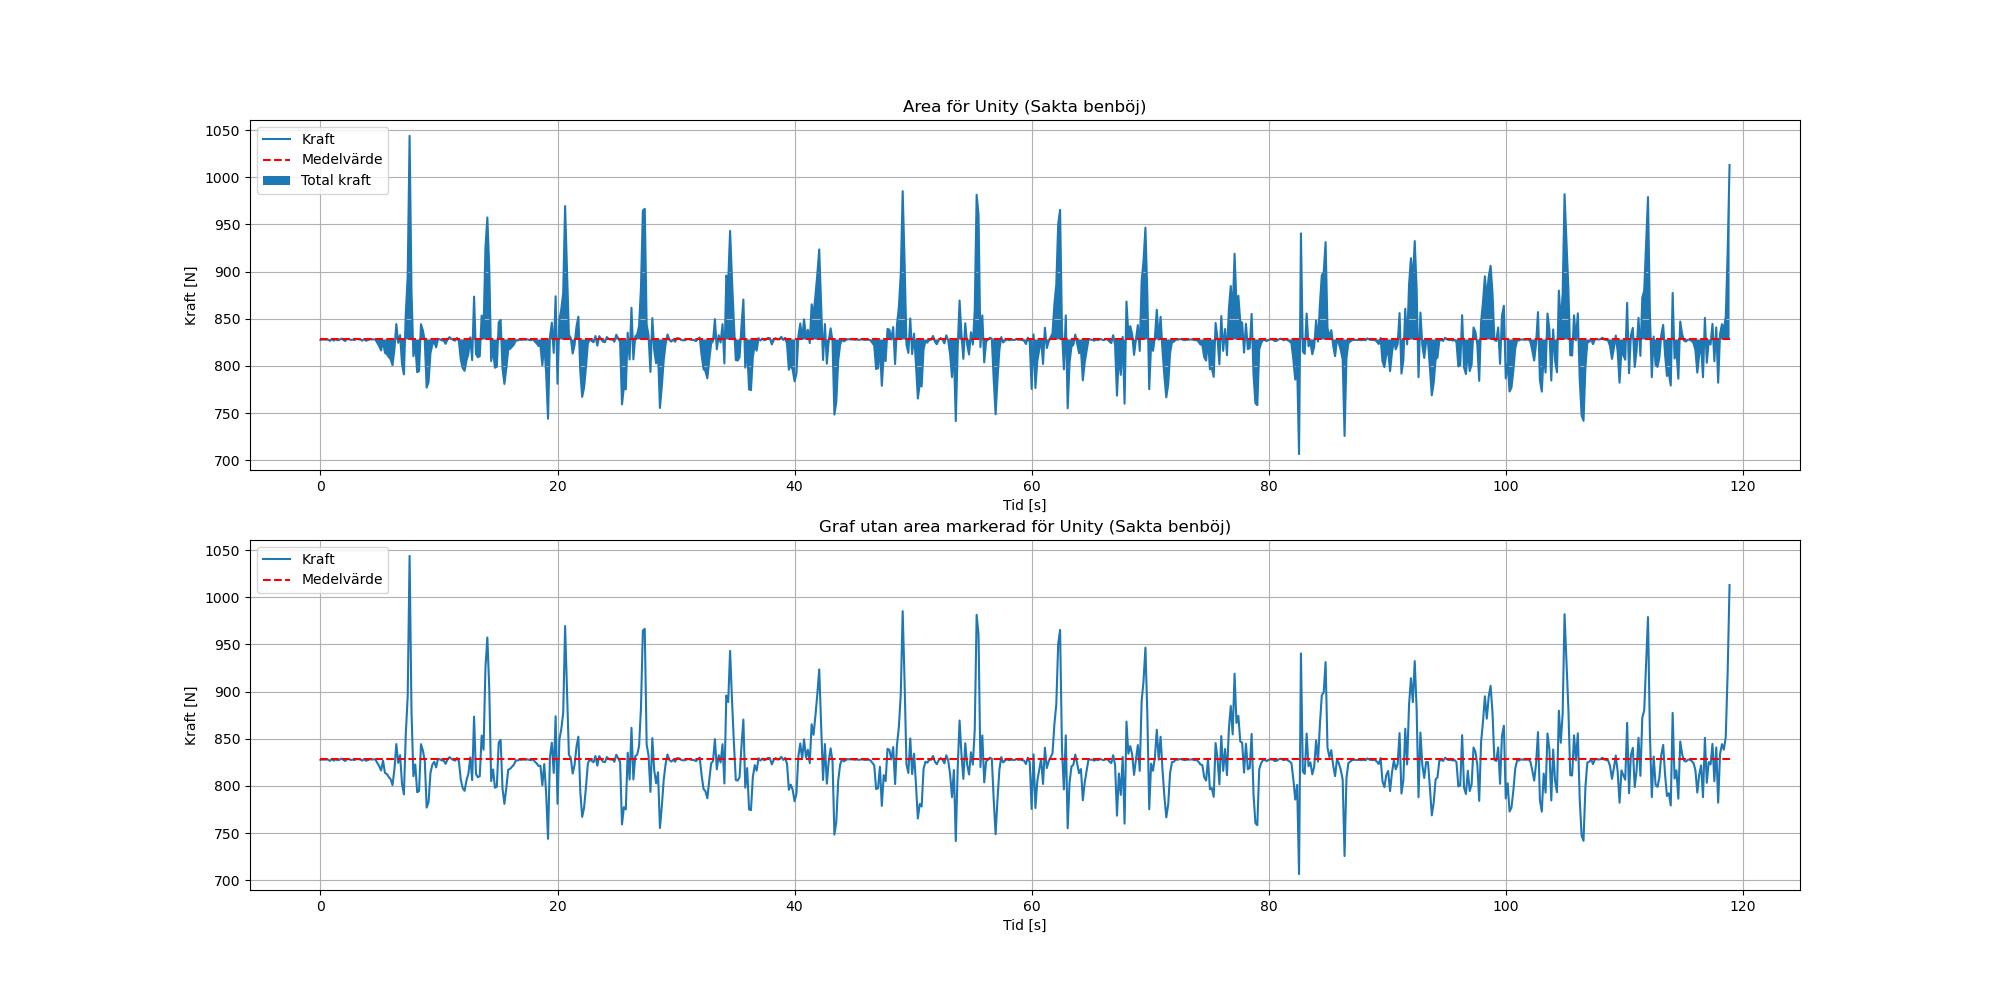 Area för Unity (Sakta benböj)
Kraft
Medelvärde
Total kraft
Kraft [N]
1050
1000
950
900
850
800
750
700
0 20 40 60 80 100 120
Tid [s]
Graf utan area markerad för Unity (Sakta benböj)
Kraft
Medelvärde
Kraft [N]
1050
1000
950
900
850
800
750
700
0 20 40 60 80 100 120
Tid [s]